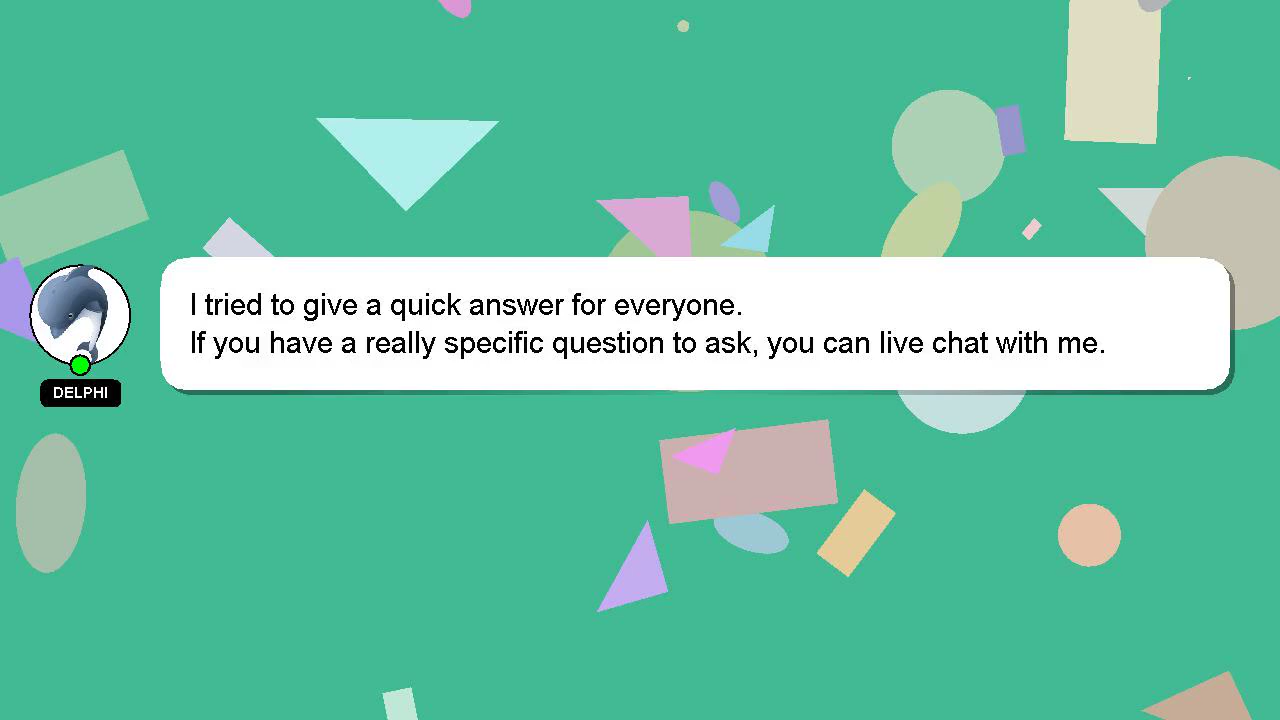 I tried to give a quick answer for everyone.
If you have a really specific question to ask, you can live chat with me.
DELPHI